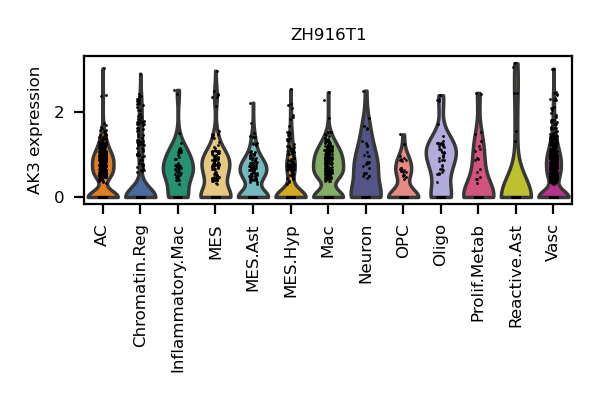 ZH916T1
AK3 expression
2
0
AC
Chromatin.Reg
Inflammatory.Mac
MES
MES.Ast
MES.Hyp
Mac
Neuron
OPC
Oligo
Prolif.Metab
Reactive.Ast
Vasc